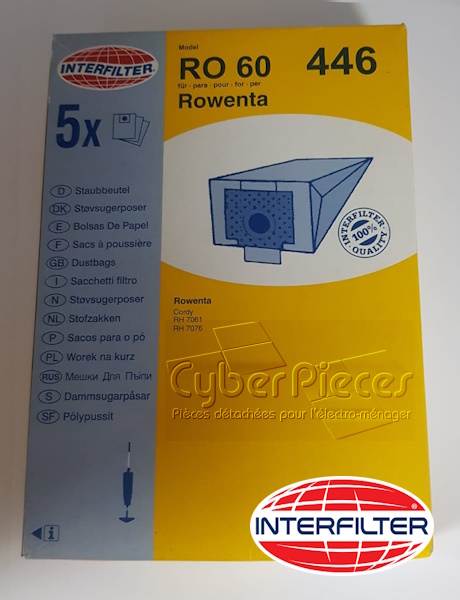 INTERFILTER
Model
RO 60 446
für - para - pour - for - per
Rowenta
5x
D Staubbeutel
DK Støvsugerposer
E Bolsas De Papel
F Sacs à poussière
GB Dustbags
I Sacchetti filtro
N Støvsugerposer
NL Stofzakken
P Sacos para o pó
PL Worek na kurz
RUS Мешки Для Пъпи
S Dammsugarpåsar
SF Pölypussit
INTERFILTER
100%
QUALITY
Rowenta
Cordy
RH 7061
RH 7076
CyberPieces
Pièces détachées pour l'électro-ménager
i
INTERFILTER